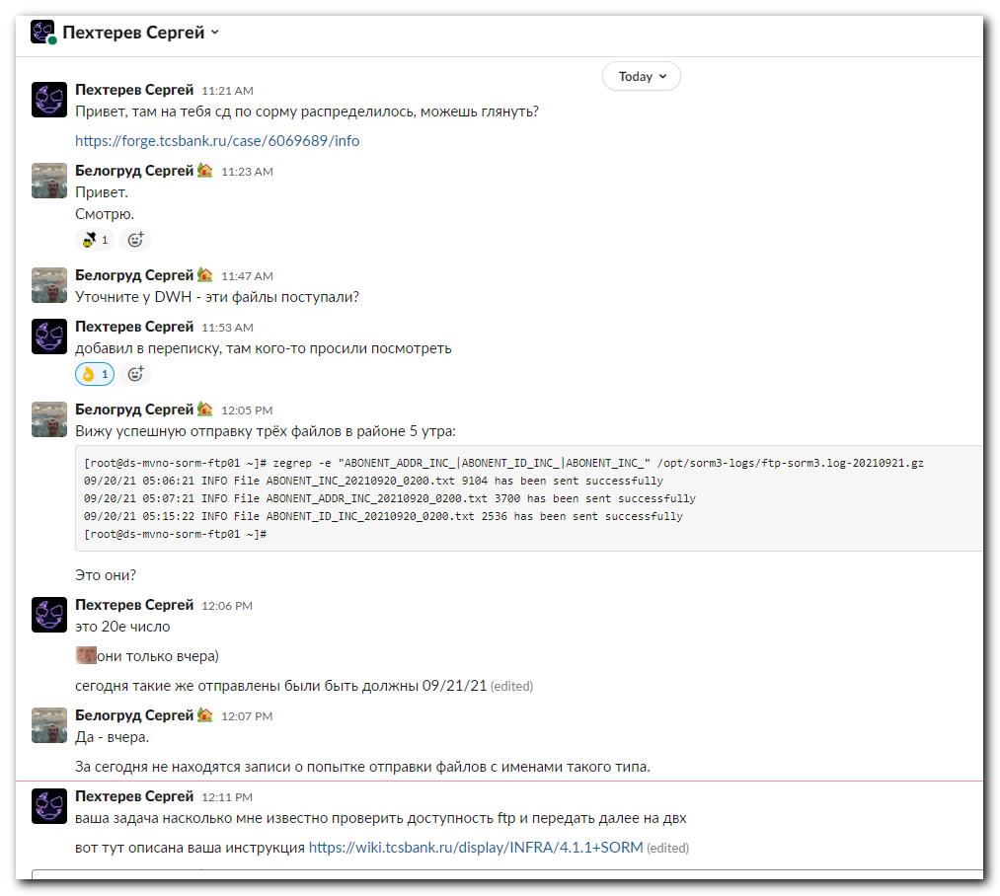 Пехтерев Сергей
Today
Пехтерев Сергей 11:21 AM
Привет, там на тебя сд по сорму распределилось, можешь глянуть?
https://forge.tcsbank.ru/case/6069689/info
Белогруд Сергей 11:23 AM
Привет.
Смотрю.
1
Белогруд Сергей 11:47 AM
Уточните у DWH - эти файлы поступали?
Пехтерев Сергей 11:53 AM
добавил в переписку, там кого-то просили посмотреть
1
Белогруд Сергей 12:05 PM
Вижу успешную отправку трёх файлов в районе 5 утра:
[root@ds-mvno-sorm-ftp01 ~]# zegrep -e "ABONENT_ADDR_INC_|ABONENT_ID_INC_|ABONENT_INC_" /opt/sorm3-logs/ftp-sorm3.log-20210921.gz
09/20/21 05:06:21 INFO File ABONENT_INC_20210920_0200.txt 9104 has been sent successfully
09/20/21 05:07:21 INFO File ABONENT_ADDR_INC_20210920_0200.txt 3700 has been sent successfully
09/20/21 05:15:22 INFO File ABONENT_ID_INC_20210920_0200.txt 2536 has been sent successfully
[root@ds-mvno-sorm-ftp01 ~]#
Это они?
Пехтерев Сергей 12:06 PM
это 20е число
они только вчера)
сегодня такие же отправлены были быть должны 09/21/21 (edited)
Белогруд Сергей 12:07 PM
Да - вчера.
За сегодня не находятся записи о попытке отправки файлов с именами такого типа.
Пехтерев Сергей 12:11 PM
ваша задача насколько мне известно проверить доступность ftp и передать далее на двх
вот тут описана ваша инструкция https://wiki.tcsbank.ru/display/INFRA/4.1.1+SORM (edited)